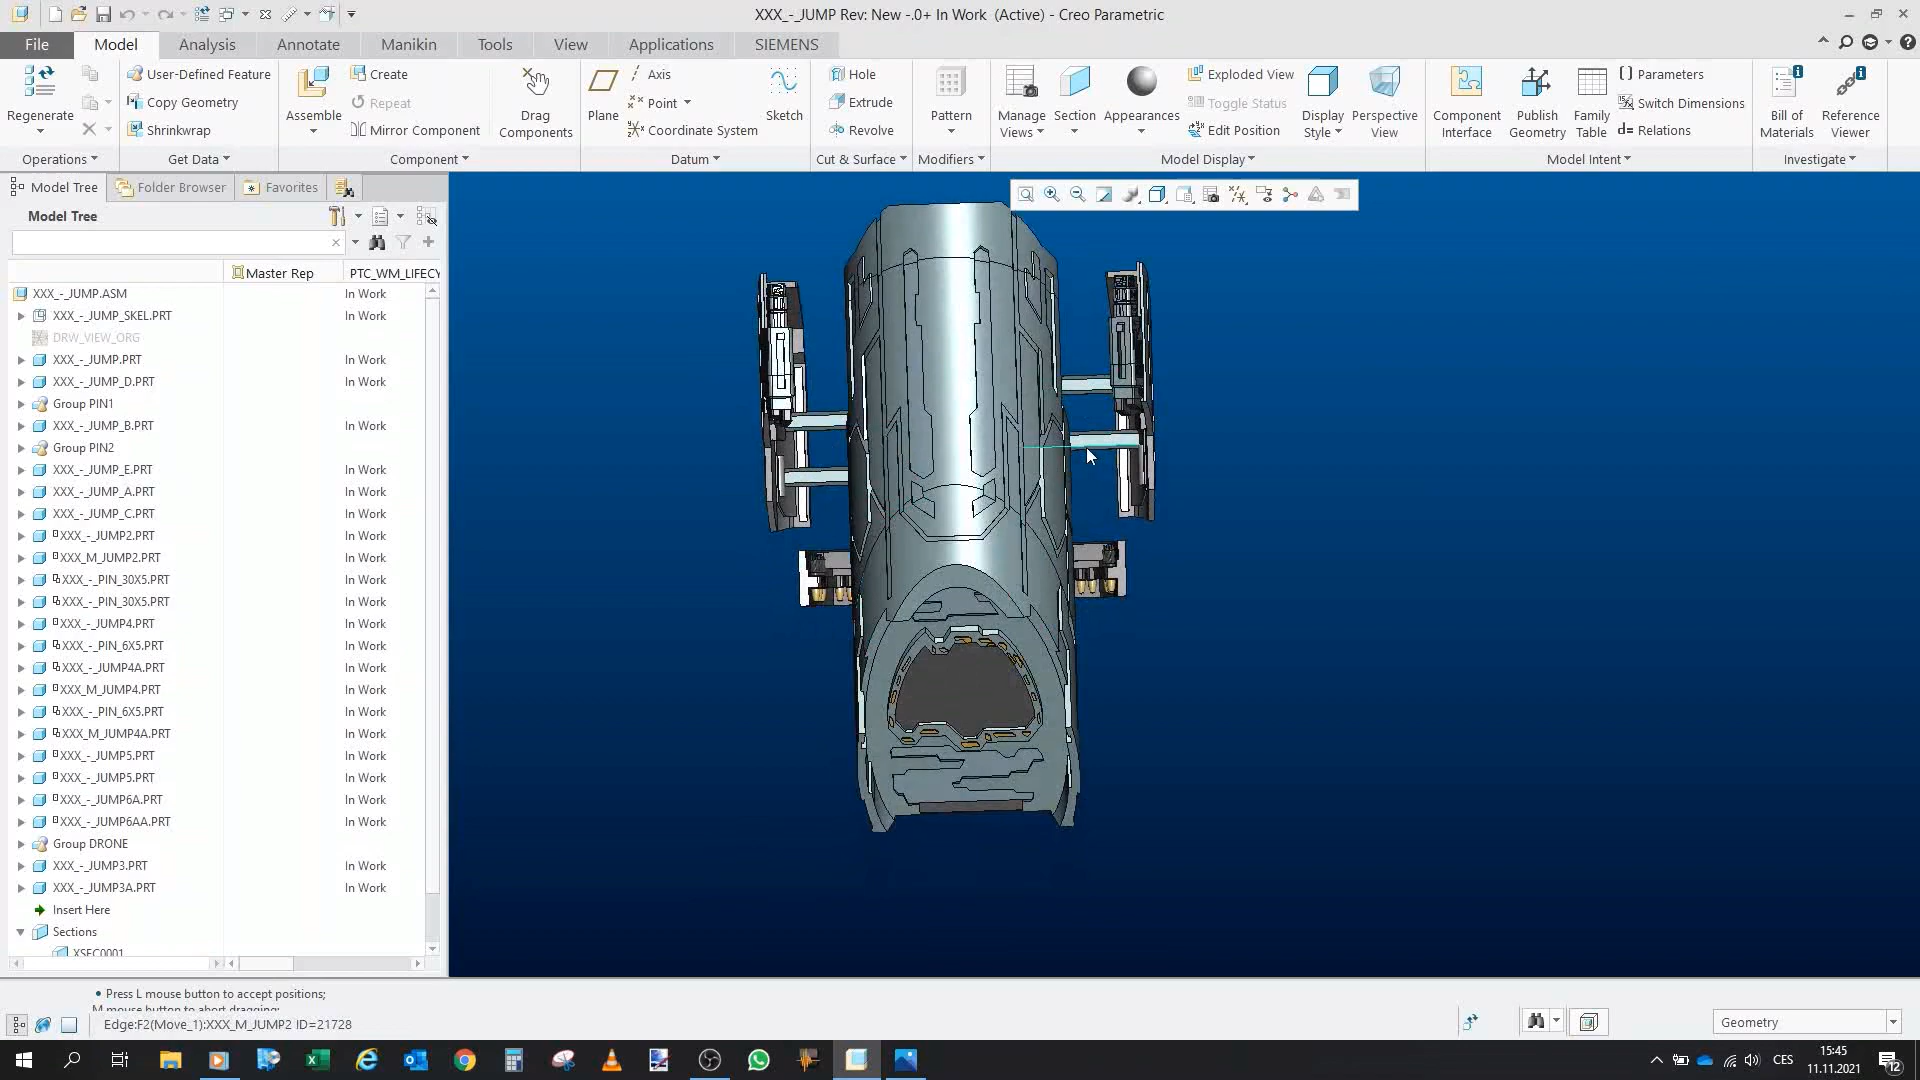 XXX_-_JUMP Rev: New -.0+ In Work (Active) - Creo Parametric
File Model Analysis Annotate Manikin Tools View Applications SIEMENS
Regenerate
User-Defined Feature
Copy Geometry
Shrinkwrap
Assemble
Create
Repeat
Mirror Component
Drag Components
Plane
Axis
Point
Coordinate System
Sketch
Hole
Extrude
Revolve
Pattern
Manage Views
Section
Appearances
Exploded View
Toggle Status
Edit Position
Display Style
Perspective View
Component Interface
Publish Geometry
Family Table
Parameters
Switch Dimensions
Relations
Bill of Materials
Reference Viewer
Operations Get Data Component Datum Cut & Surface Modifiers Model Display Model Intent Investigate
Model Tree Folder Browser Favorites
Model Tree
Master Rep PTC_WM_LIFECY
XXX_-_JUMP.ASM In Work
XXX_-_JUMP_SKEL.PRT In Work
DRW_VIEW_ORG
XXX_-_JUMP.PRT In Work
XXX_-_JUMP_D.PRT In Work
Group PIN1
XXX_-_JUMP_B.PRT In Work
Group PIN2
XXX_-_JUMP_E.PRT In Work
XXX_-_JUMP_A.PRT In Work
XXX_-_JUMP_C.PRT In Work
XXX_-_JUMP2.PRT In Work
XXX_M_JUMP2.PRT In Work
XXX_-_PIN_30X5.PRT In Work
XXX_-_PIN_30X5.PRT In Work
XXX_-_JUMP4.PRT In Work
XXX_-_PIN_6X5.PRT In Work
XXX_-_JUMP4A.PRT In Work
XXX_M_JUMP4.PRT In Work
XXX_-_PIN_6X5.PRT In Work
XXX_M_JUMP4A.PRT In Work
XXX_-_JUMP5.PRT In Work
XXX_-_JUMP5.PRT In Work
XXX_-_JUMP6A.PRT In Work
XXX_-_JUMP6AA.PRT In Work
Group DRONE
XXX_-_JUMP3.PRT In Work
XXX_-_JUMP3A.PRT In Work
Insert Here
Sections
XSEC0001
• Press L mouse button to accept positions;
M mouse button to abort dragging;
Edge:F2(Move_1):XXX_M_JUMP2 ID=21728
Geometry
CES
15:45
11.11.2021
12